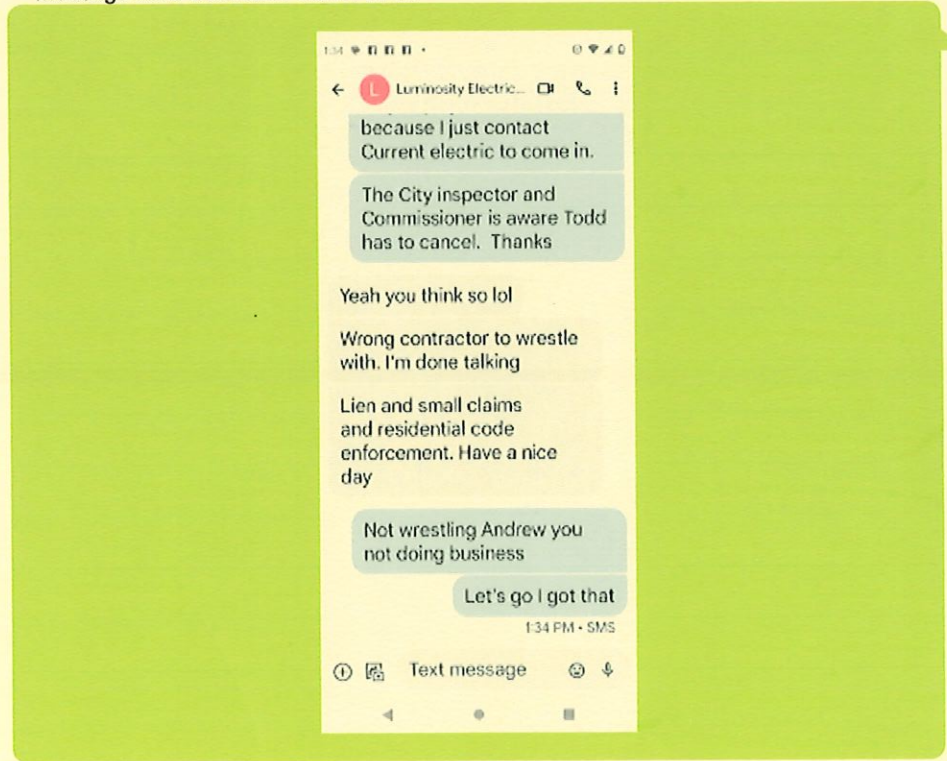 1:34
Luminosity Electric...
because I just contact
Current electric to come in.
The City inspector and
Commissioner is aware Todd
has to cancel. Thanks
Yeah you think so lol
Wrong contractor to wrestle
with. I'm done talking
Lien and small claims
and residential code
enforcement. Have a nice
day
Not wrestling Andrew you
not doing business
Let's go I got that
1:34 PM • SMS
Text message